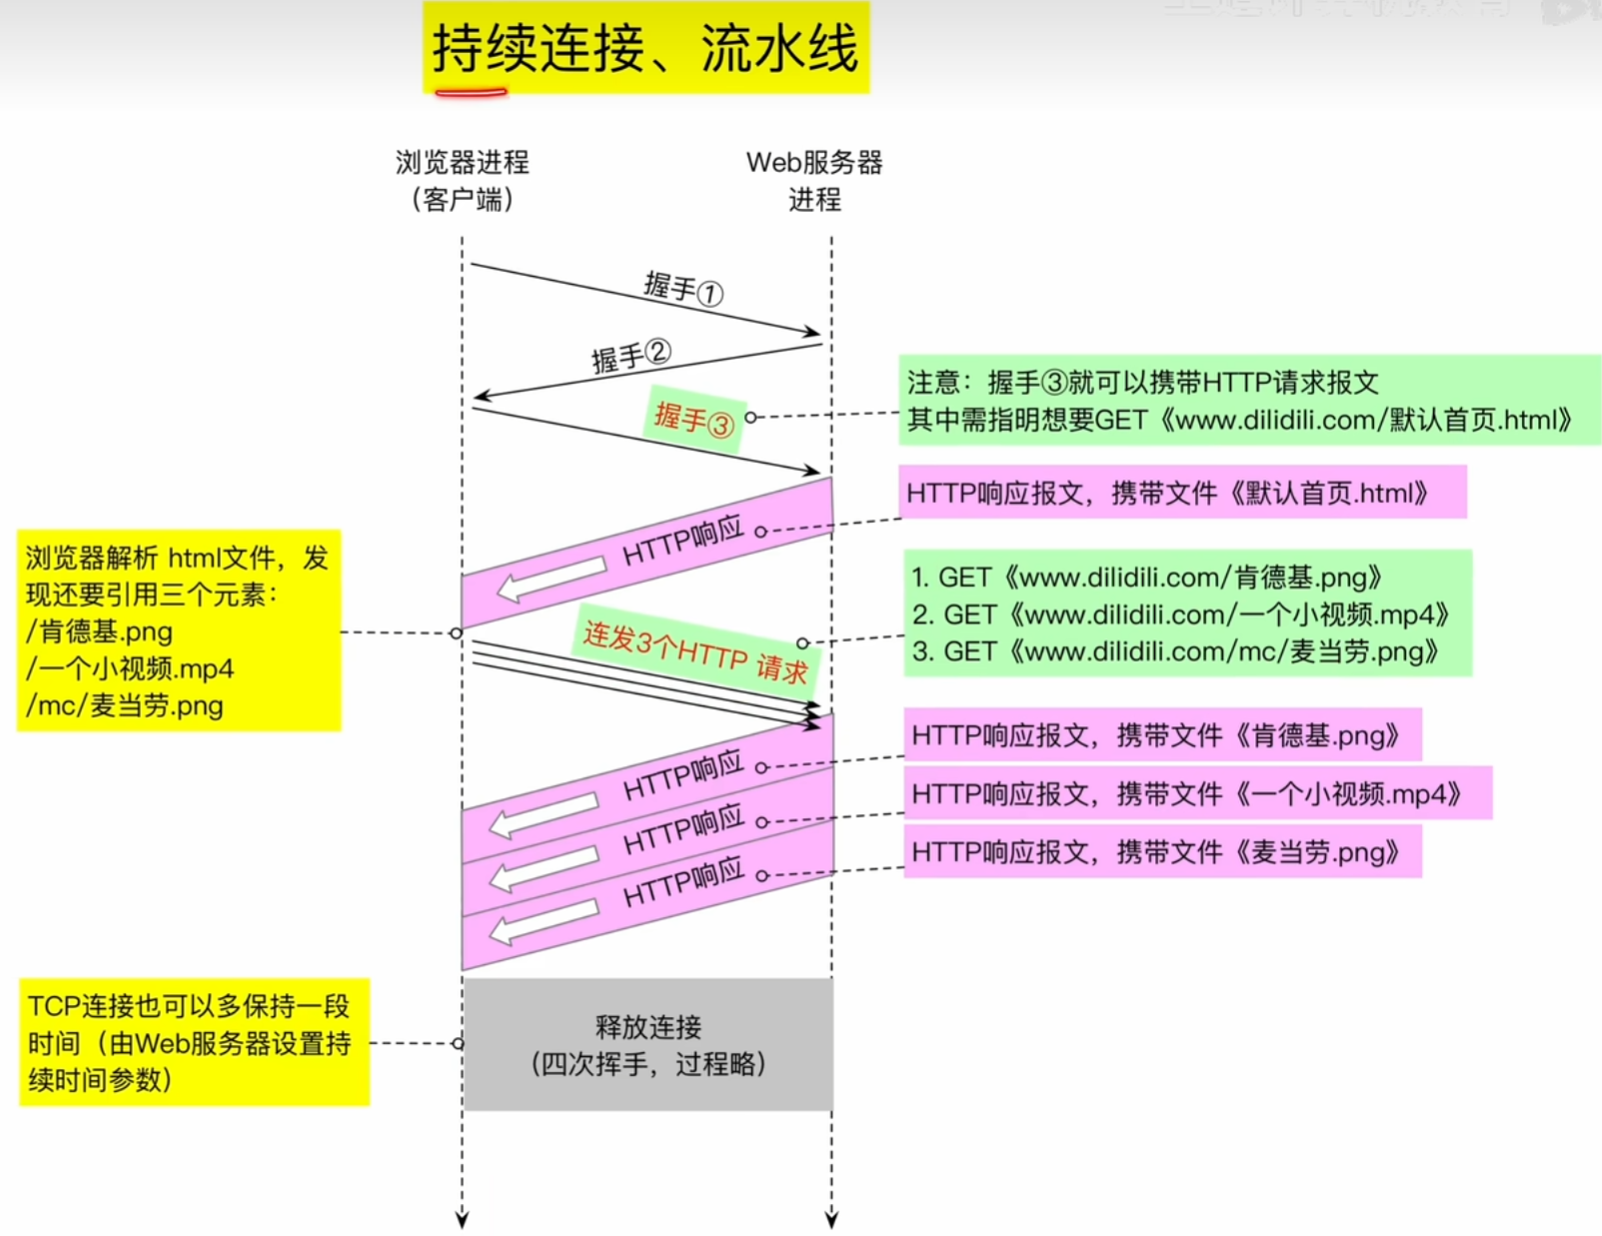 持续连接、流水线
浏览器进程
（客户端）
Web服务器
进程
握手①
握手②
握手③
注意：握手③就可以携带HTTP请求报文
其中需指明想要GET《www.dilidili.com/默认首页.html》
HTTP响应
HTTP响应报文，携带文件《默认首页.html》
浏览器解析 html文件，发
现还要引用三个元素：
/肯德基.png
/一个小视频.mp4
/mc/麦当劳.png
连发3个HTTP 请求
1. GET《www.dilidili.com/肯德基.png》
2. GET《www.dilidili.com/一个小视频.mp4》
3. GET《www.dilidili.com/mc/麦当劳.png》
HTTP响应
HTTP响应报文，携带文件《肯德基.png》
HTTP响应
HTTP响应报文，携带文件《一个小视频.mp4》
HTTP响应
HTTP响应报文，携带文件《麦当劳.png》
TCP连接也可以多保持一段
时间（由Web服务器设置持
续时间参数）
释放连接
（四次挥手，过程略）